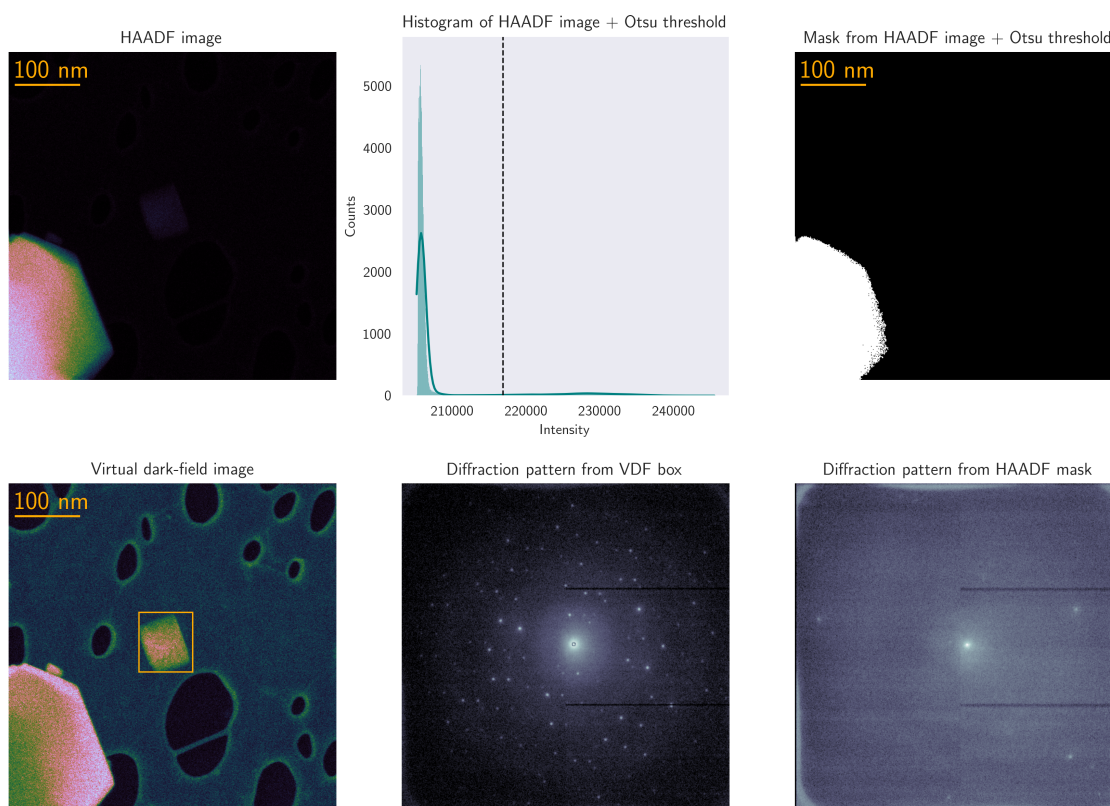 HAADF image
100 nm
Histogram of HAADF image + Otsu threshold
Counts
5000
4000
3000
2000
1000
0
210000 220000 230000 240000
Intensity
Mask from HAADF image + Otsu threshold
100 nm
Virtual dark-field image
100 nm
Diffraction pattern from VDF box
Diffraction pattern from HAADF mask